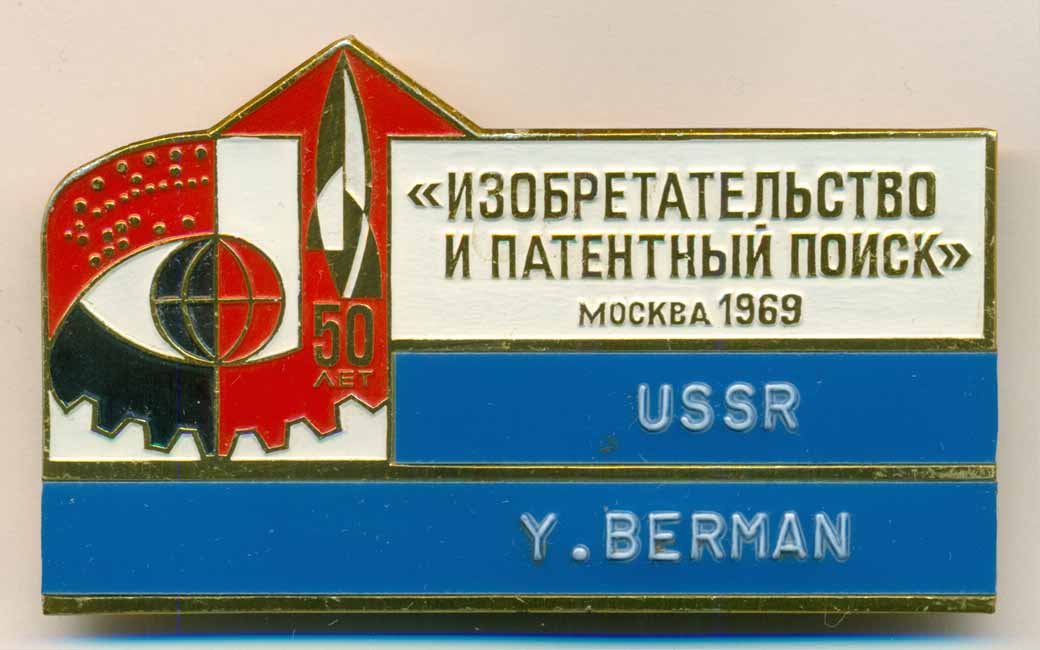 «ИЗОБРЕТАТЕЛЬСТВО
И ПАТЕНТНЫЙ ПОИСК»
МОСКВА 1969
50
ЛЕТ
USSR
Y.BERMAN